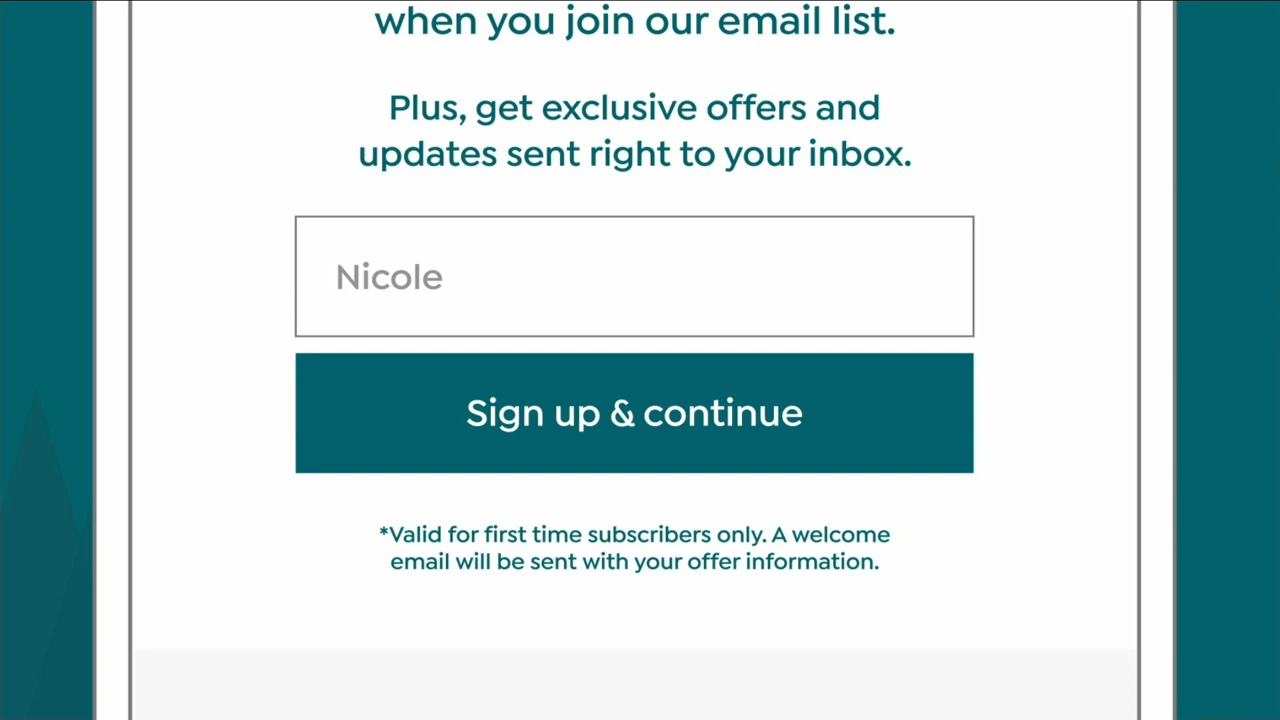 when you join our email list.
Plus, get exclusive offers and
updates sent right to your inbox.
Nicole
Sign up & continue
*Valid for first time subscribers only. A welcome
email will be sent with your offer information.